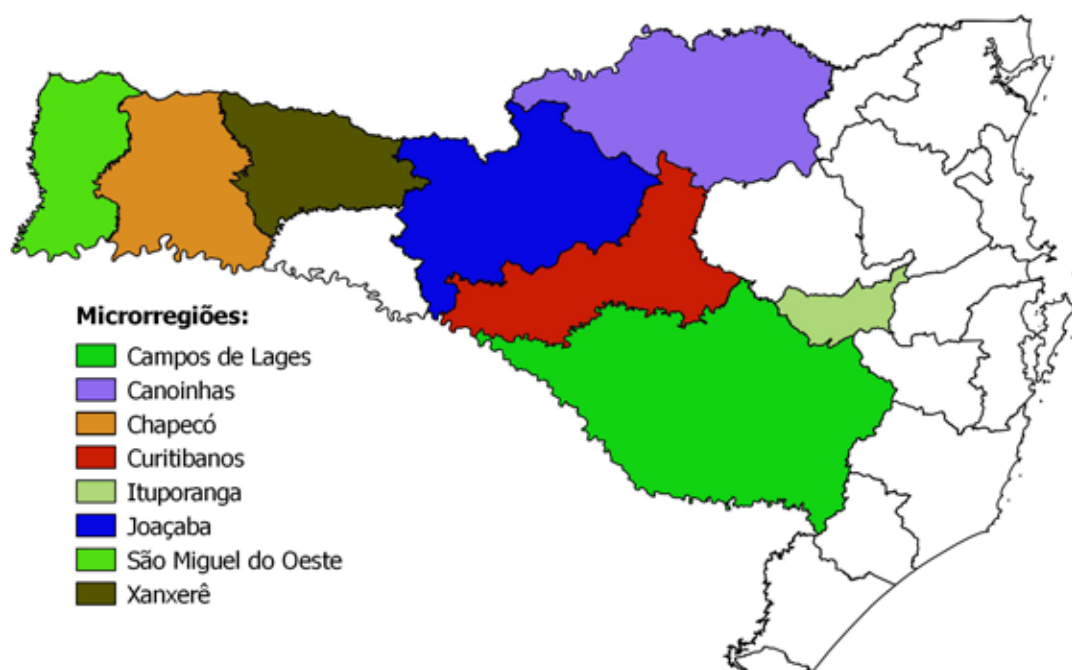 Microrregiões:
Campos de Lages
Canoinhas
Chapecó
Curitibanos
Ituporanga
Joaçaba
São Miguel do Oeste
Xanxerê